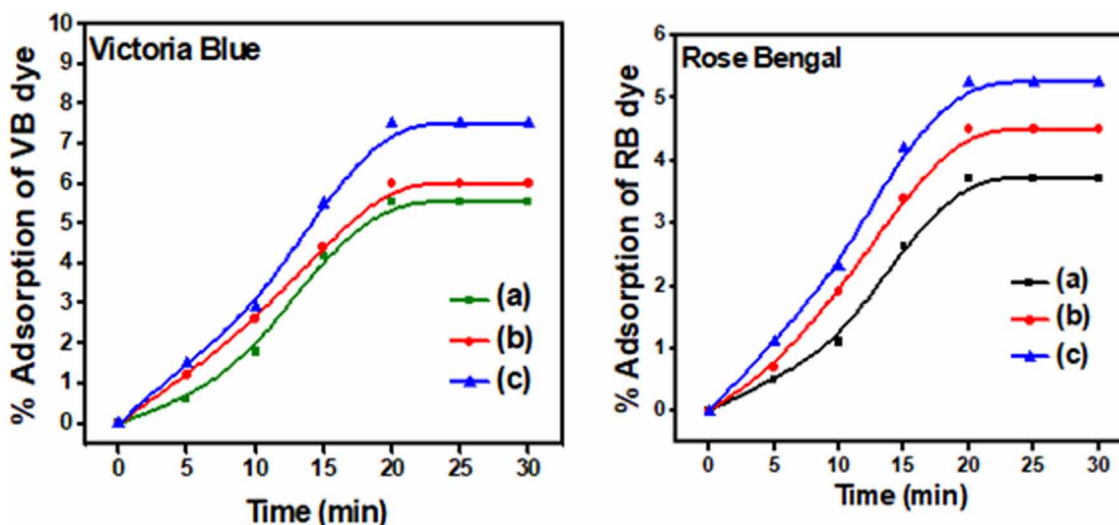 Victoria Blue
% Adsorption of VB dye
10
9
8
7
6
5
4
3
2
1
0
(a)
(b)
(c)
0 5 10 15 20 25 30
Time (min)
Rose Bengal
% Adsorption of RB dye
6
5
4
3
2
1
0
(a)
(b)
(c)
0 5 10 15 20 25 30
Time (min)